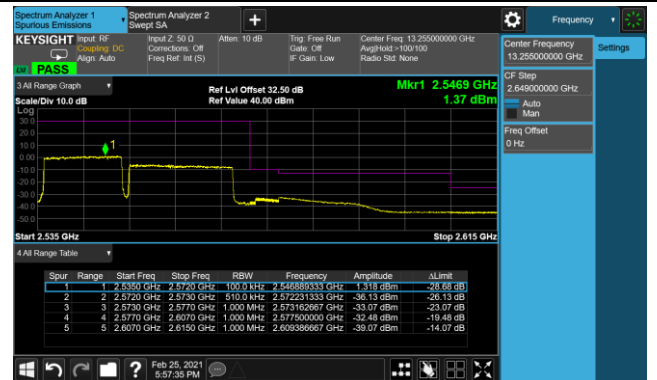 Spectrum Analyzer 1
Spurious Emissions
Spectrum Analyzer 2
Swept SA
Frequency
KEYSIGHT
Input: RF
Coupling: DC
Align: Auto
Input Z: 50 Ω
Corrections: Off
Freq Ref: Int (S)
Atten: 10 dB
Trig: Free Run
Gate: Off
IF Gain: Low
Center Freq: 13.255000000 GHz
Avg|Hold:>100/100
Radio Std: None
PASS
Center Frequency
13.255000000 GHz
Settings
CF Step
2.649000000 GHz
Auto
Man
Freq Offset
0 Hz
3 All Range Graph
Scale/Div 10.0 dB
Ref Lvl Offset 32.50 dB
Ref Value 40.00 dBm
Mkr1 2.5469 GHz
1.37 dBm
Log
30.0
20.0
10.0
0.00
-10.0
-20.0
-30.0
-40.0
-50.0
1
Start 2.535 GHz
Stop 2.615 GHz
4 All Range Table
Spur Range Start Freq Stop Freq RBW Frequency Amplitude ΔLimit
1 1 2.5350 GHz 2.5720 GHz 100.0 kHz 2.546889333 GHz 1.318 dBm -28.68 dB
2 2 2.5720 GHz 2.5730 GHz 510.0 kHz 2.572231333 GHz -36.13 dBm -26.13 dB
3 3 2.5730 GHz 2.5770 GHz 1.000 MHz 2.573162667 GHz -33.07 dBm -23.07 dB
4 4 2.5770 GHz 2.6070 GHz 1.000 MHz 2.577500000 GHz -32.48 dBm -19.48 dB
5 5 2.6070 GHz 2.6150 GHz 1.000 MHz 2.609386667 GHz -39.07 dBm -14.07 dB
Feb 25, 2021
5:57:35 PM